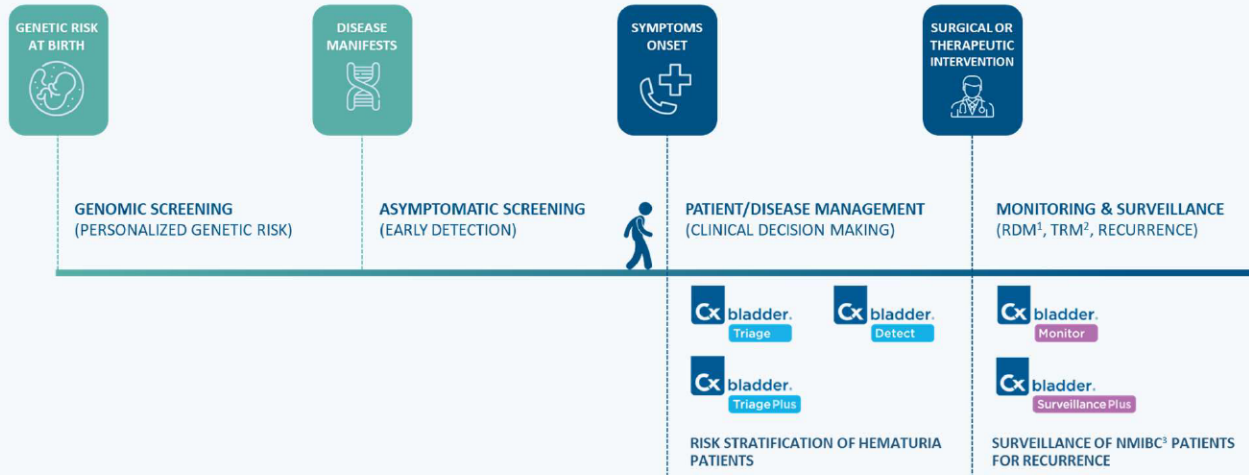 GENETIC RISK
AT BIRTH
DISEASE
MANIFESTS
SYMPTOMS
ONSET
SURGICAL OR
THERAPEUTIC
INTERVENTION
GENOMIC SCREENING
(PERSONALIZED GENETIC RISK)
ASYMPTOMATIC SCREENING
(EARLY DETECTION)
PATIENT/DISEASE MANAGEMENT
(CLINICAL DECISION MAKING)
MONITORING & SURVEILLANCE
(RDM¹, TRM², RECURRENCE)
Cx bladder.
Triage
Cx bladder.
Detect
Cx bladder.
Monitor
Cx bladder.
Triage Plus
Cx bladder.
Surveillance Plus
RISK STRATIFICATION OF HEMATURIA
PATIENTS
SURVEILLANCE OF NMIBC³ PATIENTS
FOR RECURRENCE